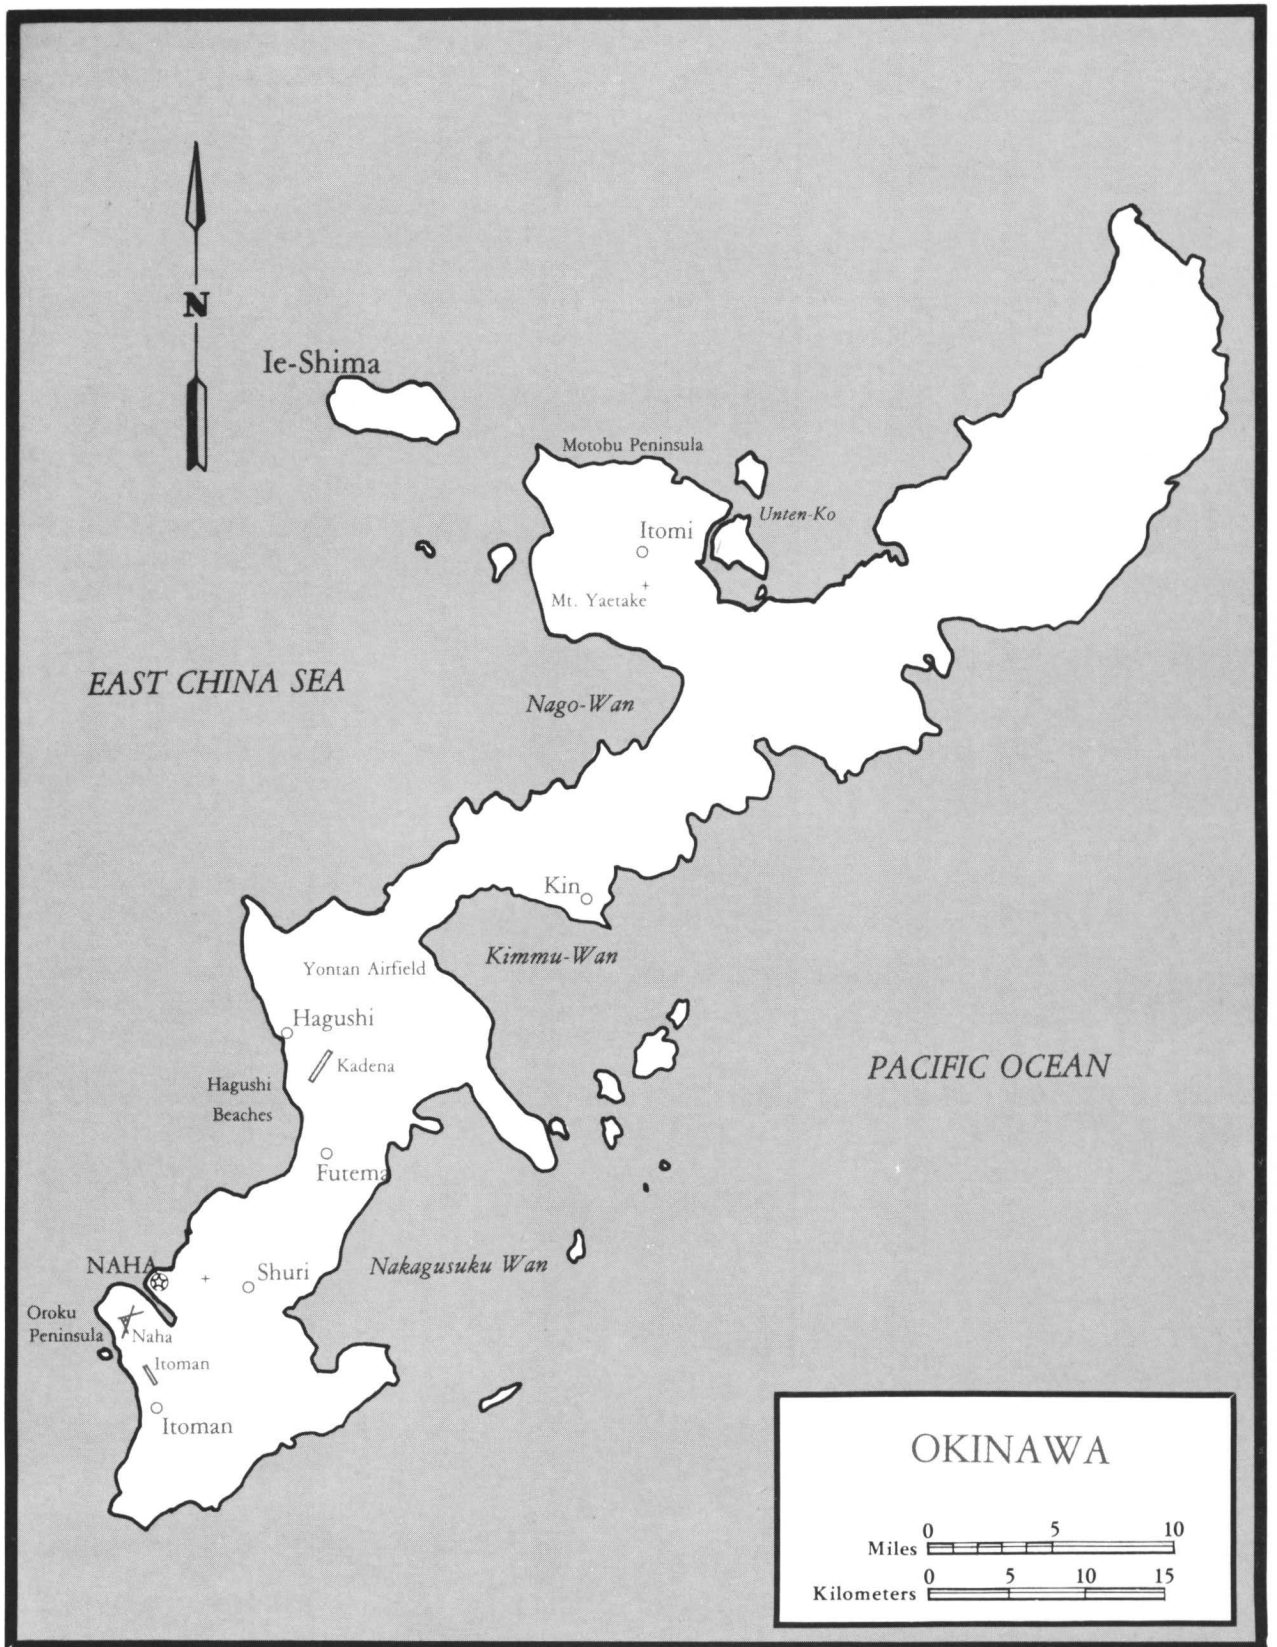 N
Ie-Shima
Motobu Peninsula
Unten-Ko
Itomi
Mt. Yaetake
EAST CHINA SEA
Nago-Wan
Kin
Kimmu-Wan
Yontan Airfield
Hagushi
Kadena
PACIFIC OCEAN
Hagushi
Beaches
Futema
NAHA
Shuri
Nakagusuku Wan
Oroku
Peninsula
Naha
Itoman
Itoman
OKINAWA
0 5 10
Miles
0 5 10 15
Kilometers